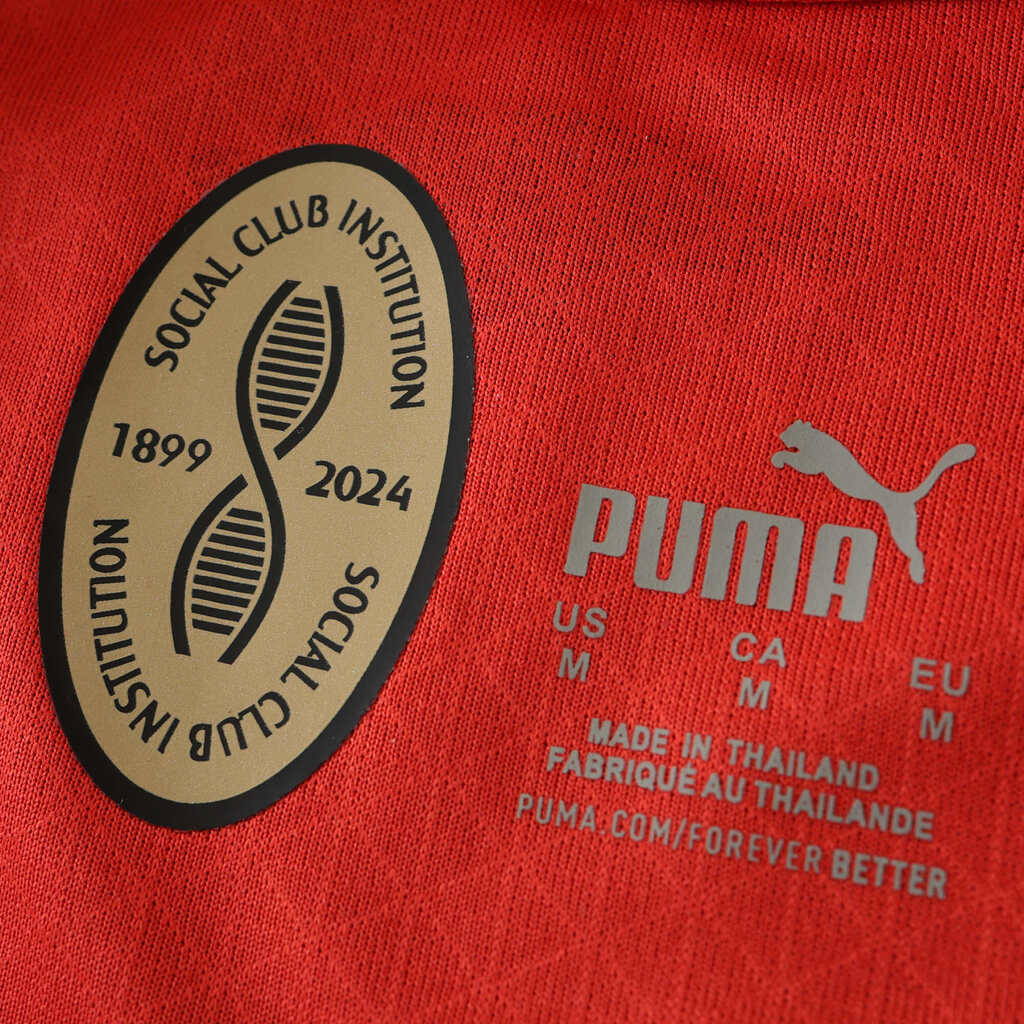 SOCIAL CLUB INSTITUTION
1899
2024
SOCIAL CLUB INSTITUTION
PUMA
US
M
CA
M
EU
M
MADE IN THAILAND
FABRIQUÉ AU THAILANDE
PUMA.COM/FOREVER BETTER